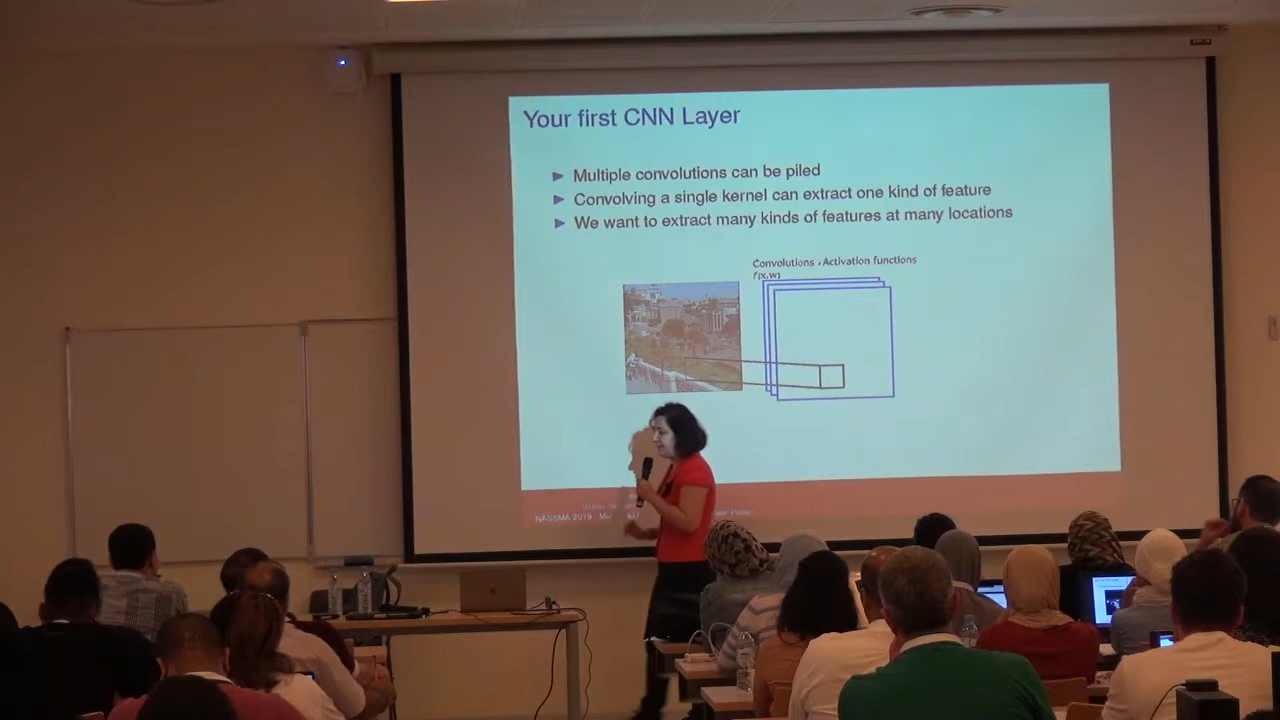 Your first CNN Layer
Multiple convolutions can be piled
Convolving a single kernel can extract one kind of feature
We want to extract many kinds of features at many locations
Convolutions - Activation functions
f(x,w)
NASSMA 2019